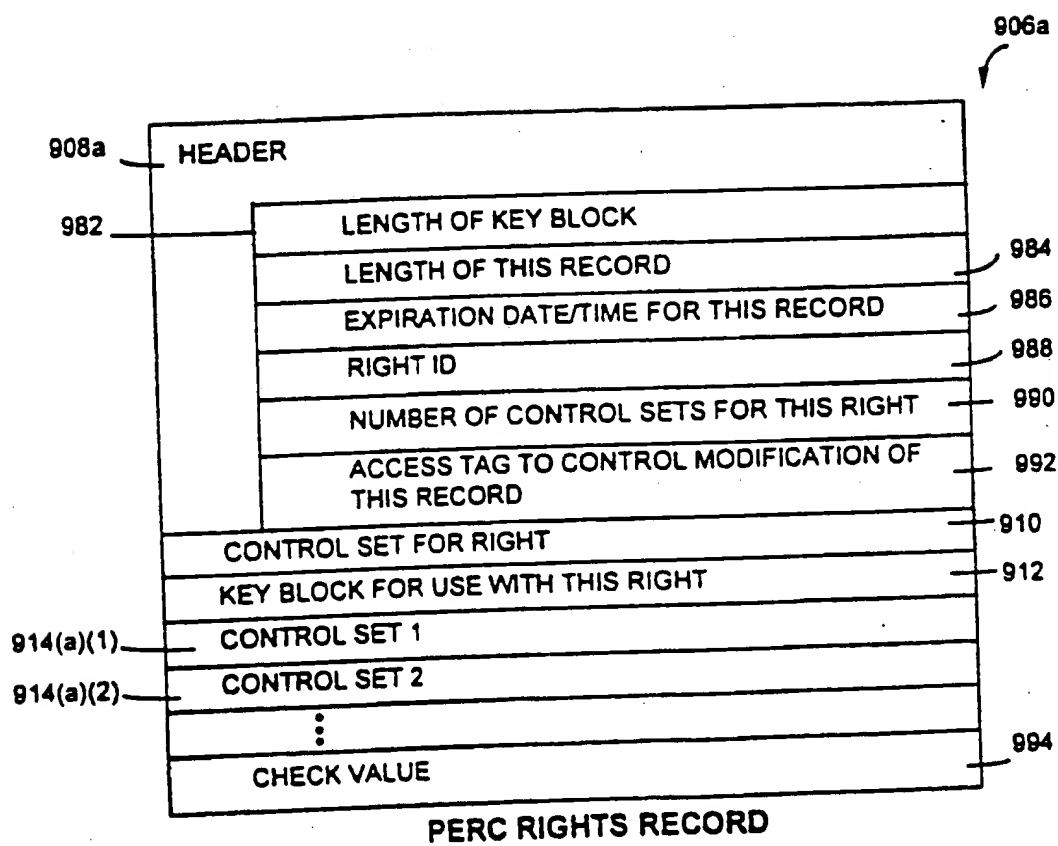 906a
908a HEADER
982 LENGTH OF KEY BLOCK
LENGTH OF THIS RECORD 984
EXPIRATION DATE/TIME FOR THIS RECORD 986
RIGHT ID 988
NUMBER OF CONTROL SETS FOR THIS RIGHT 990
ACCESS TAG TO CONTROL MODIFICATION OF
THIS RECORD 992
CONTROL SET FOR RIGHT 910
KEY BLOCK FOR USE WITH THIS RIGHT 912
914(a)(1) CONTROL SET 1
914(a)(2) CONTROL SET 2
CHECK VALUE 994
PERC RIGHTS RECORD